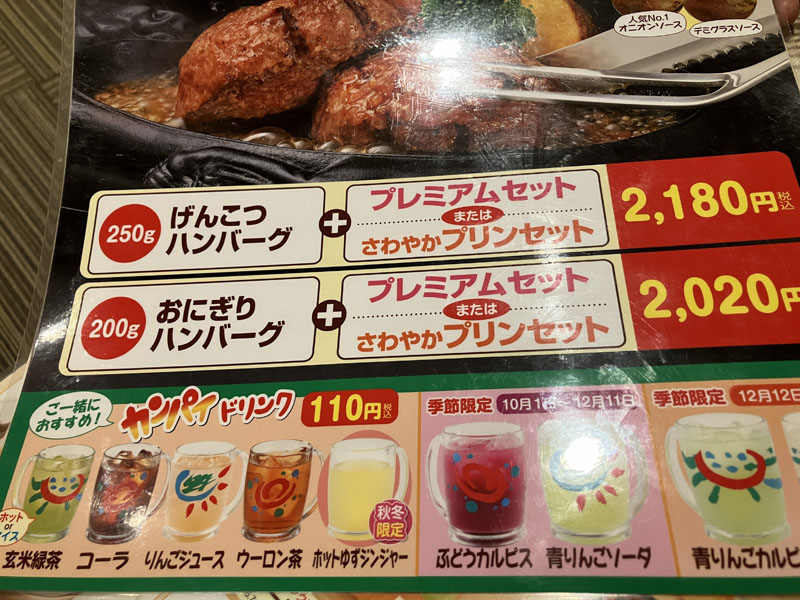 人気No.1
オニオンソース
デミグラスソース
250g
げんこつ
ハンバーグ
+
プレミアムセット
または
さわやかプリンセット
2,180円税込
200g
おにぎり
ハンバーグ
+
プレミアムセット
または
さわやかプリンセット
2,020円
ご一緒に
おすすめ!
カンパイドリンク
110円税込
季節限定
10月1日~12月11日
季節限定
12月12日
ホット
or
アイス
秋冬
限定
玄米緑茶
コーラ
りんごジュース
ウーロン茶
ホットゆずジンジャー
ぶどうカルピス
青りんごソーダ
青りんごカルピ